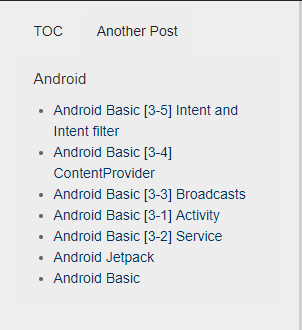 TOC Another Post
Android
Android Basic [3-5] Intent and
Intent filter
Android Basic [3-4]
ContentProvider
Android Basic [3-3] Broadcasts
Android Basic [3-1] Activity
Android Basic [3-2] Service
Android Jetpack
Android Basic